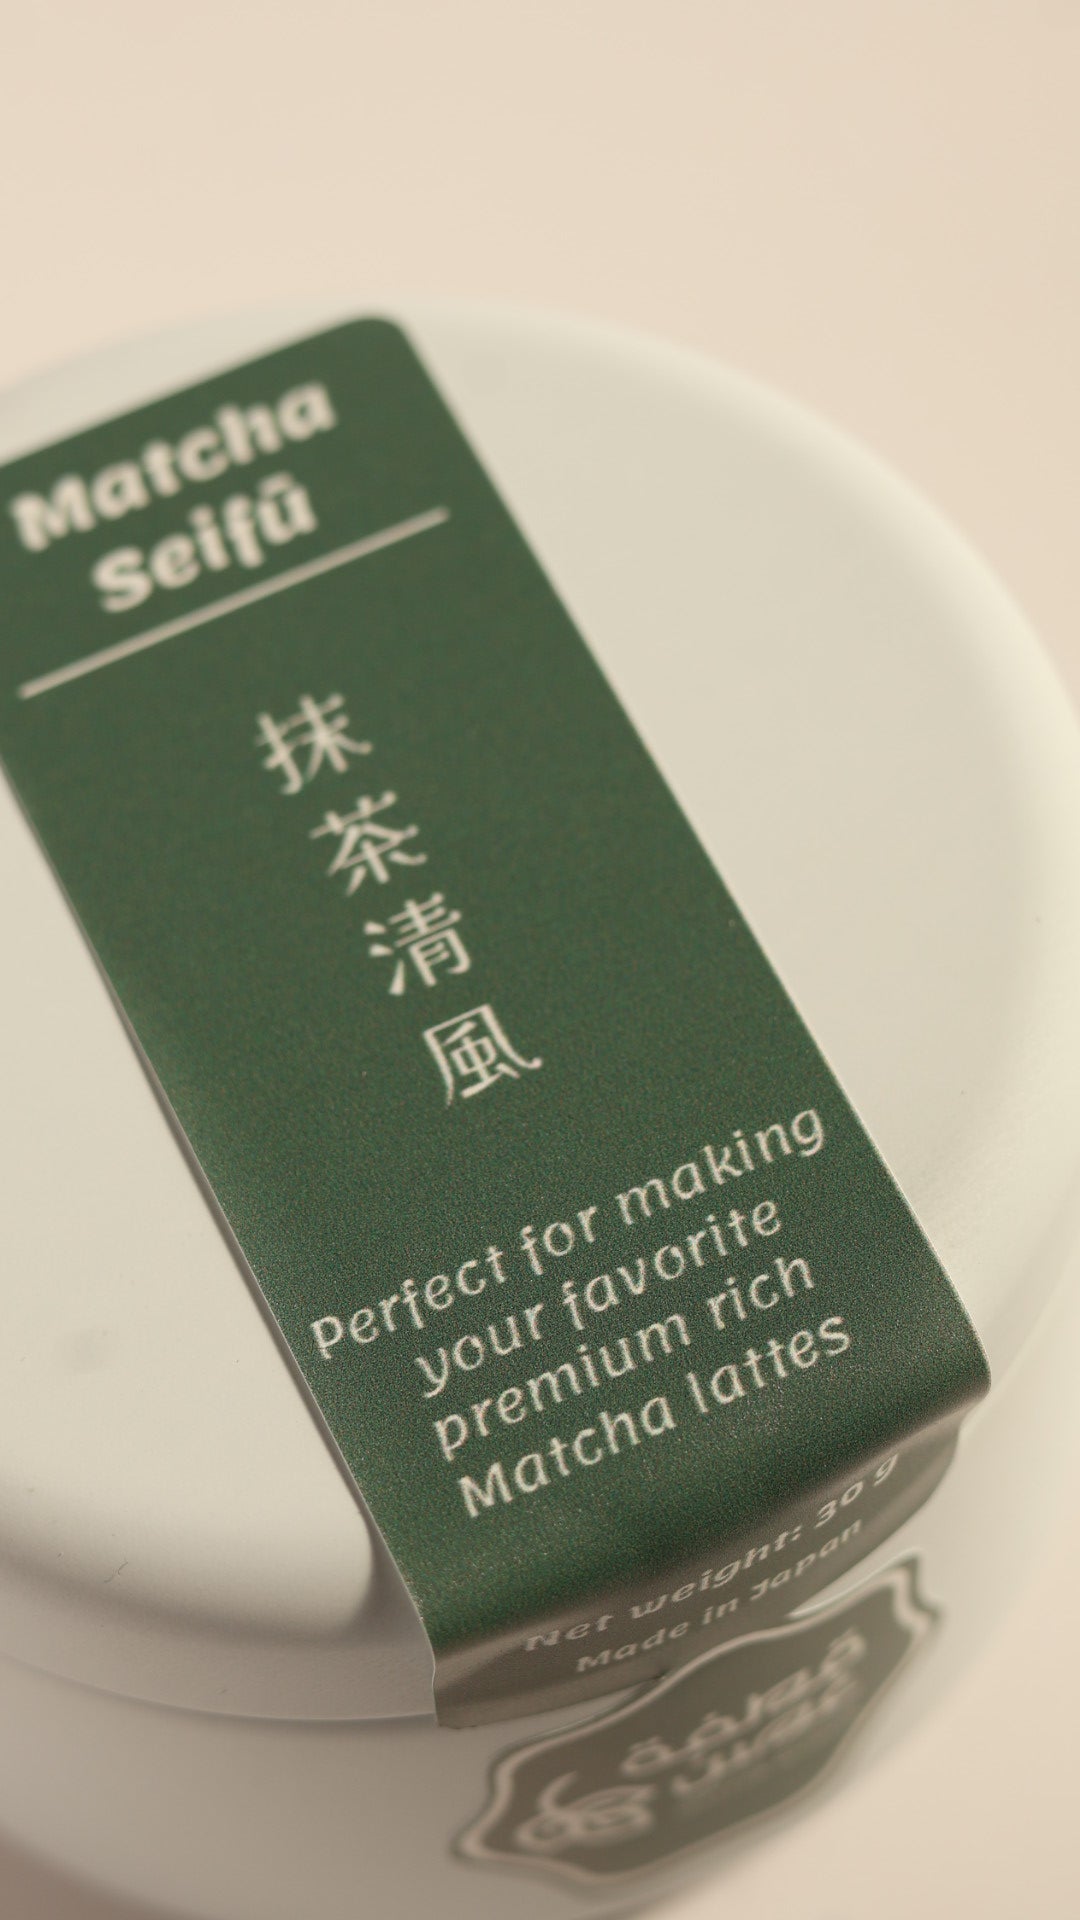 Matcha
Seifū
抹茶清風
Perfect for making
your favorite
premium rich
Matcha lattes
Net weight: 30 g
Made in Japan